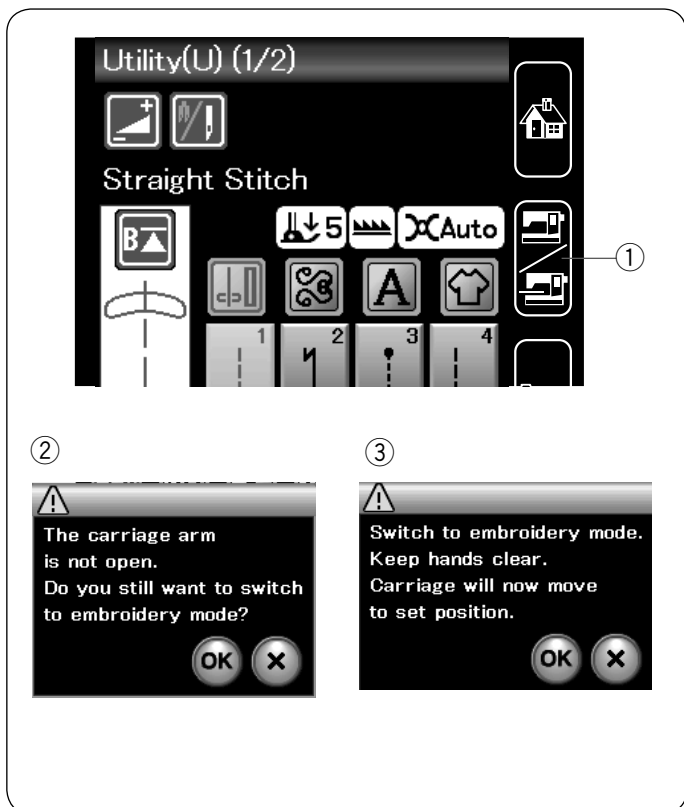 Utility(U) (1/2)
Straight Stitch
B
5
Auto
A
1 2 3 4
①
②
③
The carriage arm
is not open.
Do you still want to switch
to embroidery mode?
OK ×
Switch to embroidery mode.
Keep hands clear.
Carriage will now move
to set position.
OK ×